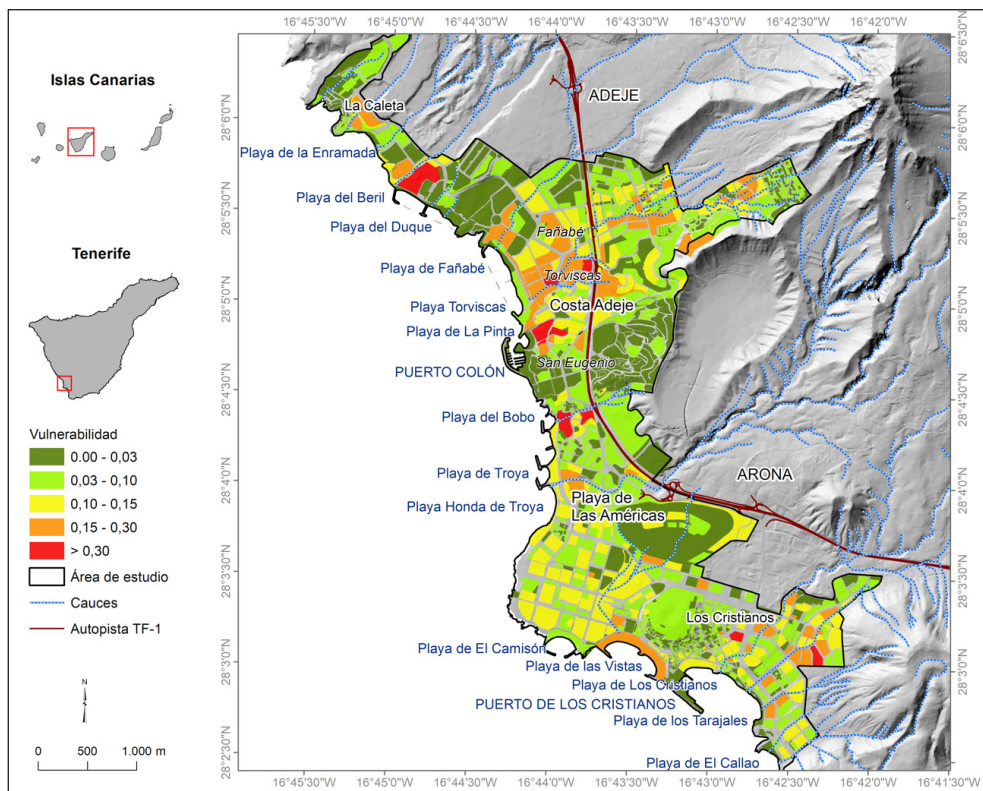 Islas Canarias
Tenerife
Vulnerabilidad
0.00 - 0,03
0,03 - 0,10
0,10 - 0,15
0,15 - 0,30
> 0,30
Área de estudio
Cauces
Autopista TF-1
N
0 500 1.000 m
16°45'30"W 16°45'0"W 16°44'30"W 16°44'0"W 16°43'30"W 16°43'0"W 16°42'30"W 16°42'0"W
28°6'30"N
28°6'0"N
28°5'30"N
28°5'0"N
28°4'30"N
28°4'0"N
28°3'30"N
28°3'0"N
28°2'30"N
ADEJE
La Caleta
Playa de la Enramada
Playa del Beril
Playa del Duque
Fañabé
Playa de Fañabé
Torviscas
Playa Torviscas
Costa Adeje
Playa de La Pinta
San Eugenio
PUERTO COLÓN
Playa del Bobo
Playa de Troya
ARONA
Playa de
Las Américas
Playa Honda de Troya
Los Cristianos
Playa de El Camisón
Playa de las Vistas
Playa de Los Cristianos
PUERTO DE LOS CRISTIANOS
Playa de los Tarajales
Playa de El Callao
28°6'30"N
28°6'0"N
28°5'30"N
28°5'0"N
28°4'30"N
28°4'0"N
28°3'30"N
28°3'0"N
28°2'30"N
16°45'30"W 16°45'0"W 16°44'30"W 16°44'0"W 16°43'30"W 16°43'0"W 16°42'30"W 16°42'0"W 16°41'30"W